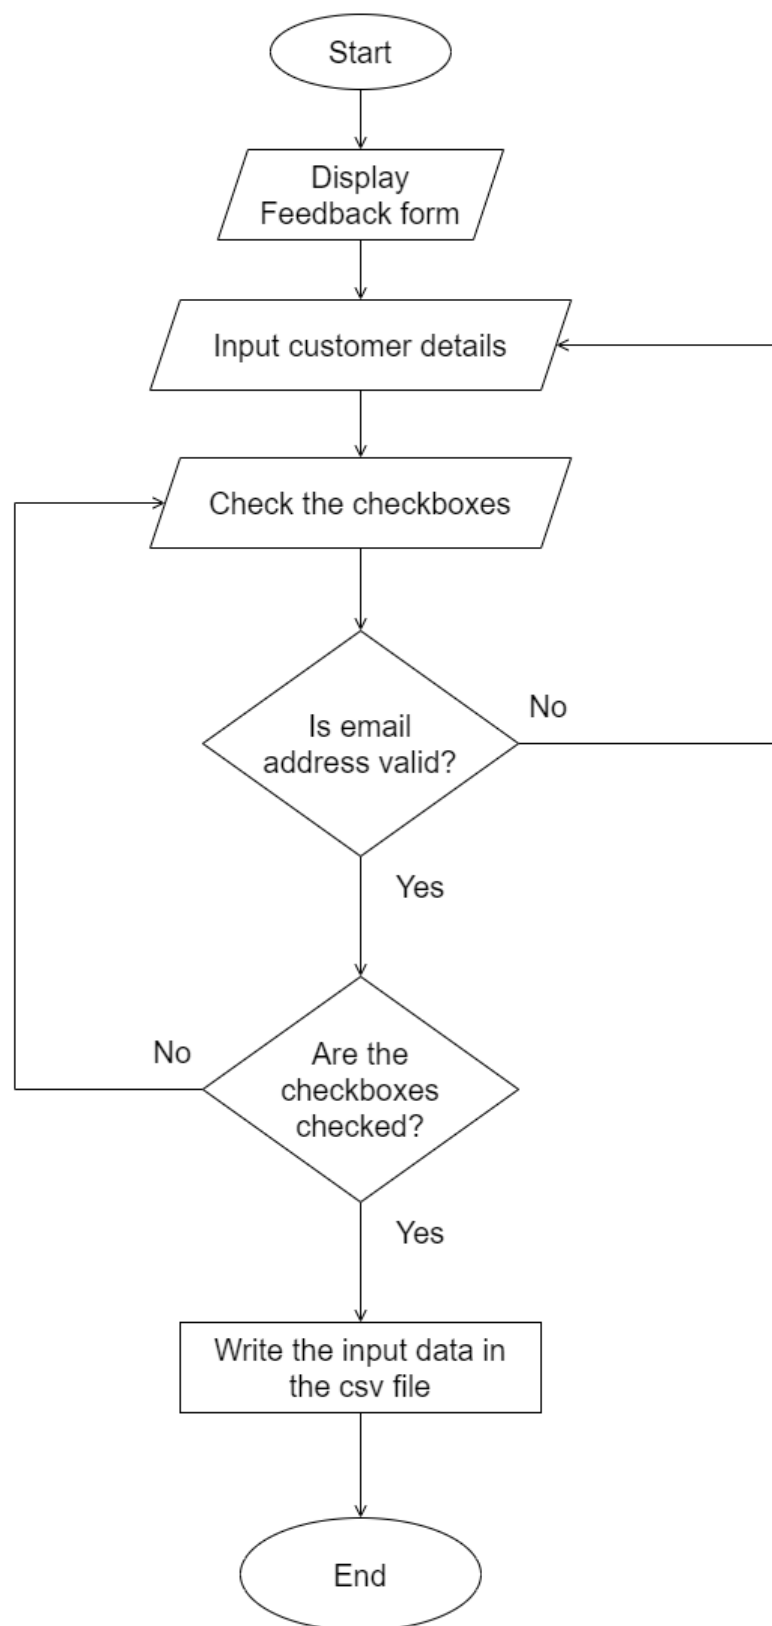 Start
Display
Feedback form
Input customer details
Check the checkboxes
Is email
address valid?
No
Yes
Are the
checkboxes
checked?
No
Yes
Write the input data in
the csv file
End